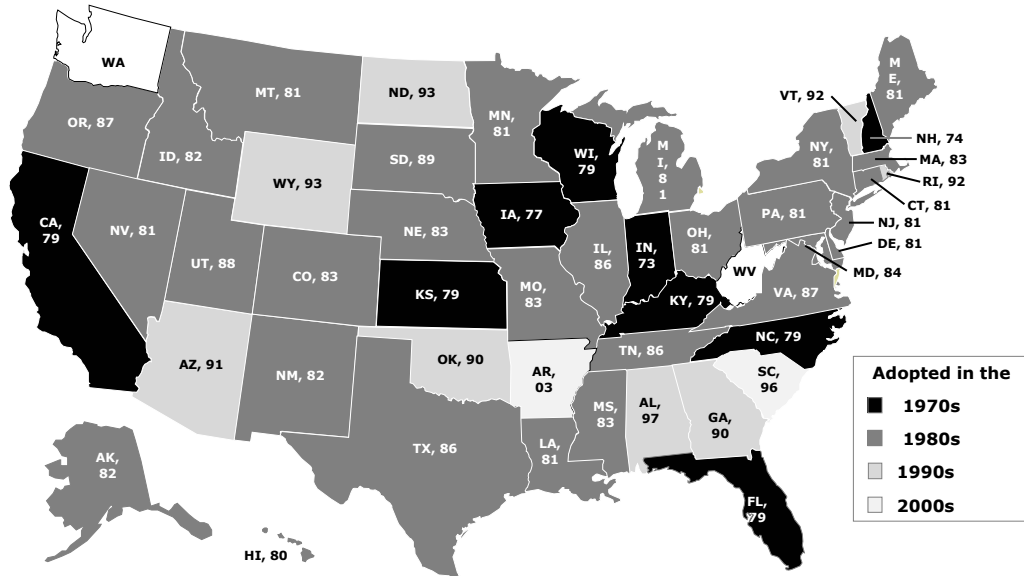 WA
MT, 81
ND, 93
MN,
81
OR, 87
ID, 82
WY, 93
SD, 89
WI,
79
M
I,
8
1
NY,
81
VT, 92
M
E,
81
NH, 74
MA, 83
RI, 92
CT, 81
NJ, 81
DE, 81
MD, 84
CA,
79
NV, 81
UT, 88
CO, 83
NE, 83
IA, 77
IL,
86
IN,
73
OH,
81
PA, 81
WV
VA, 87
KS, 79
MO,
83
KY, 79
NC, 79
TN, 86
SC,
96
AZ, 91
NM, 82
OK, 90
AR,
03
MS,
83
AL,
97
GA,
90
TX, 86
LA,
81
FL,
79
AK,
82
HI, 80
Adopted in the
1970s
1980s
1990s
2000s